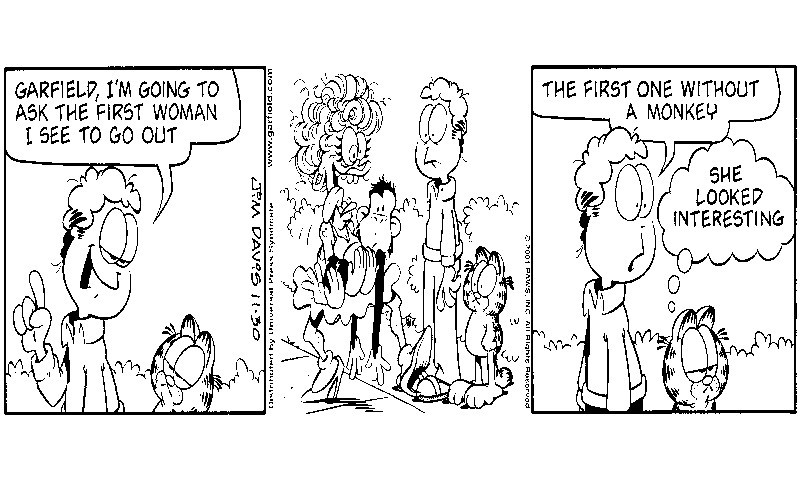 GARFIELD, I'M GOING TO
ASK THE FIRST WOMAN
I SEE TO GO OUT
JIM DAVIS 11·30
www.garfield.com
Distributed by Universal Press Syndicate
© 2001 PAWS, INC. All Rights Reserved
THE FIRST ONE WITHOUT
A MONKEY
SHE
LOOKED
INTERESTING